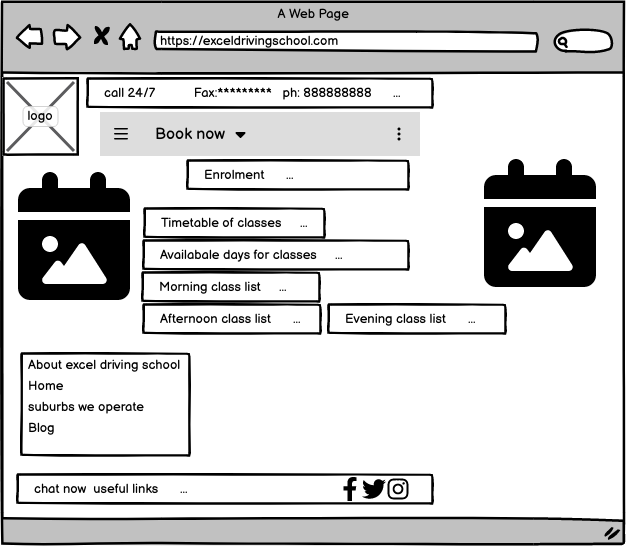 A Web Page
https://exceldrivingschool.com
logo
call 24/7 Fax:********* ph: 888888888 ...
Book now
Enrolment ...
Timetable of classes ...
Availabale days for classes ...
Morning class list ...
Afternoon class list ... Evening class list ...
About excel driving school
Home
suburbs we operate
Blog
chat now useful links ...